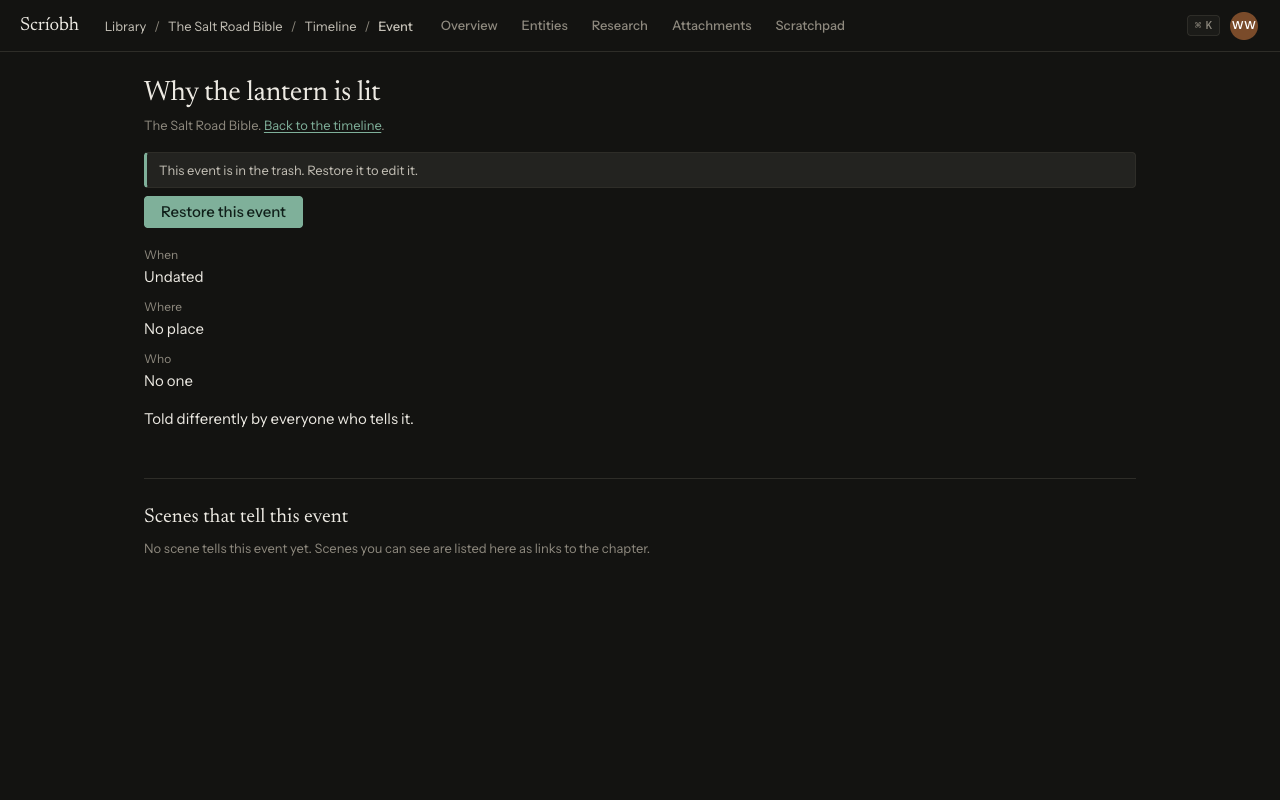 Scríobh
Library / The Salt Road Bible / Timeline / Event
Overview Entities Research Attachments Scratchpad
⌘ K
WW
Why the lantern is lit
The Salt Road Bible. Back to the timeline.
This event is in the trash. Restore it to edit it.
Restore this event
When
Undated
Where
No place
Who
No one
Told differently by everyone who tells it.
Scenes that tell this event
No scene tells this event yet. Scenes you can see are listed here as links to the chapter.